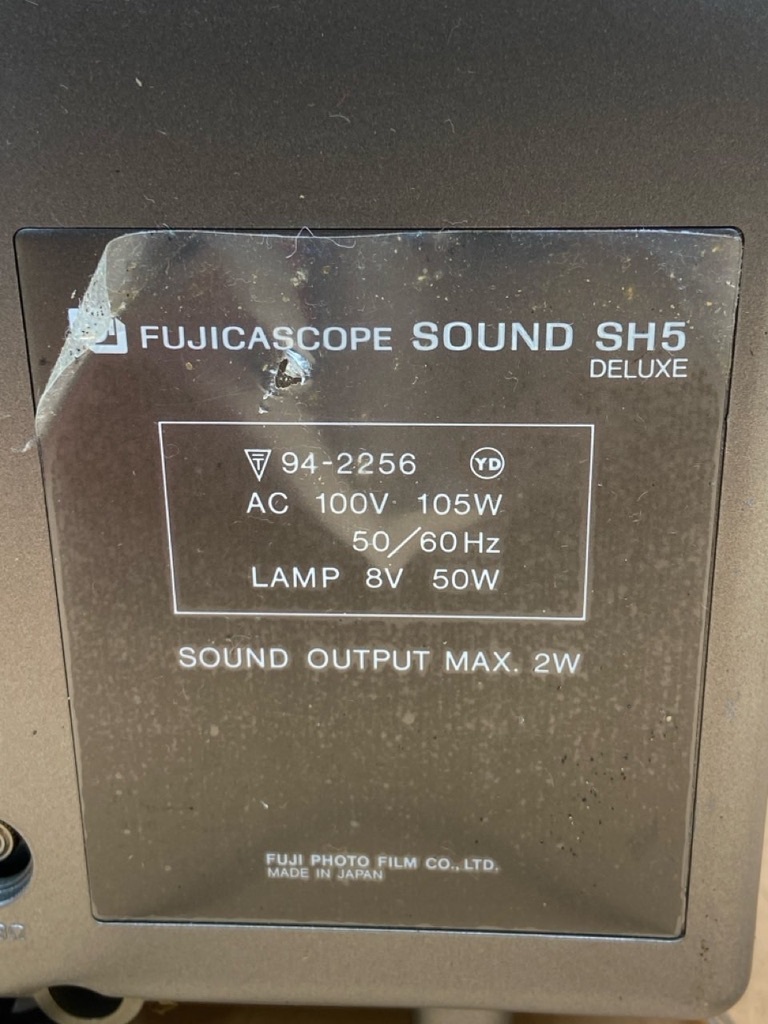 FUJICASCOPE SOUND SH5
DELUXE
T 94-2256 YD
AC 100V 105W
50/60Hz
LAMP 8V 50W
SOUND OUTPUT MAX. 2W
FUJI PHOTO FILM CO., LTD.
MADE IN JAPAN